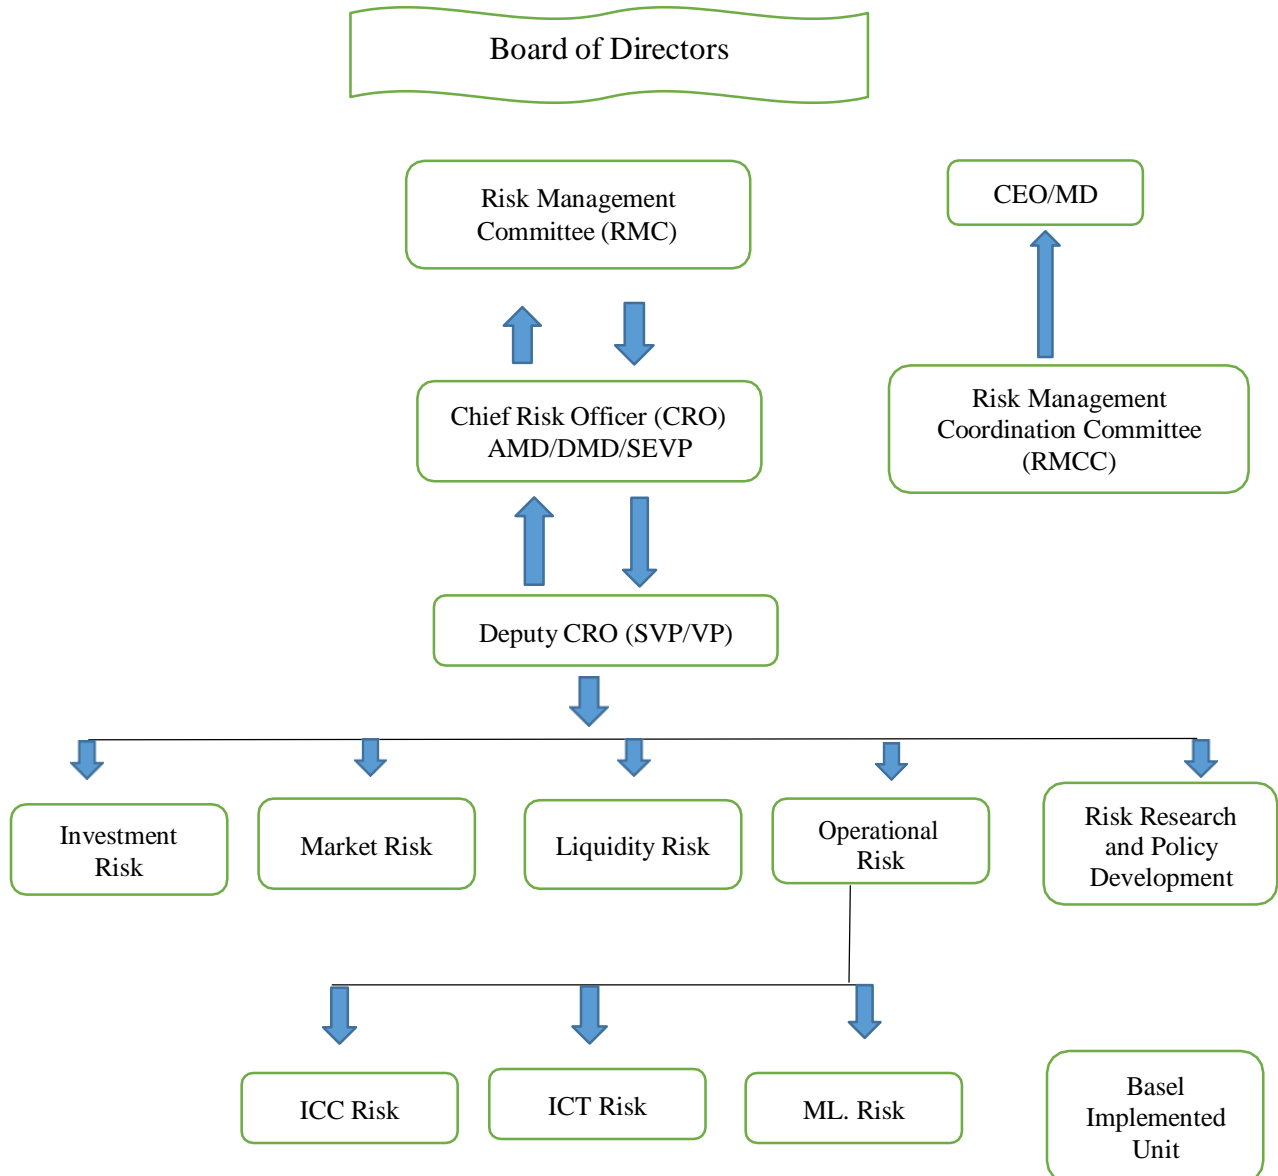 Board of Directors
Risk Management
Committee (RMC)
CEO/MD
Chief Risk Officer (CRO)
AMD/DMD/SEVP
Risk Management
Coordination Committee
(RMCC)
Deputy CRO (SVP/VP)
Investment
Risk
Market Risk
Liquidity Risk
Operational
Risk
Risk Research
and Policy
Development
ICC Risk
ICT Risk
ML. Risk
Basel
Implemented
Unit